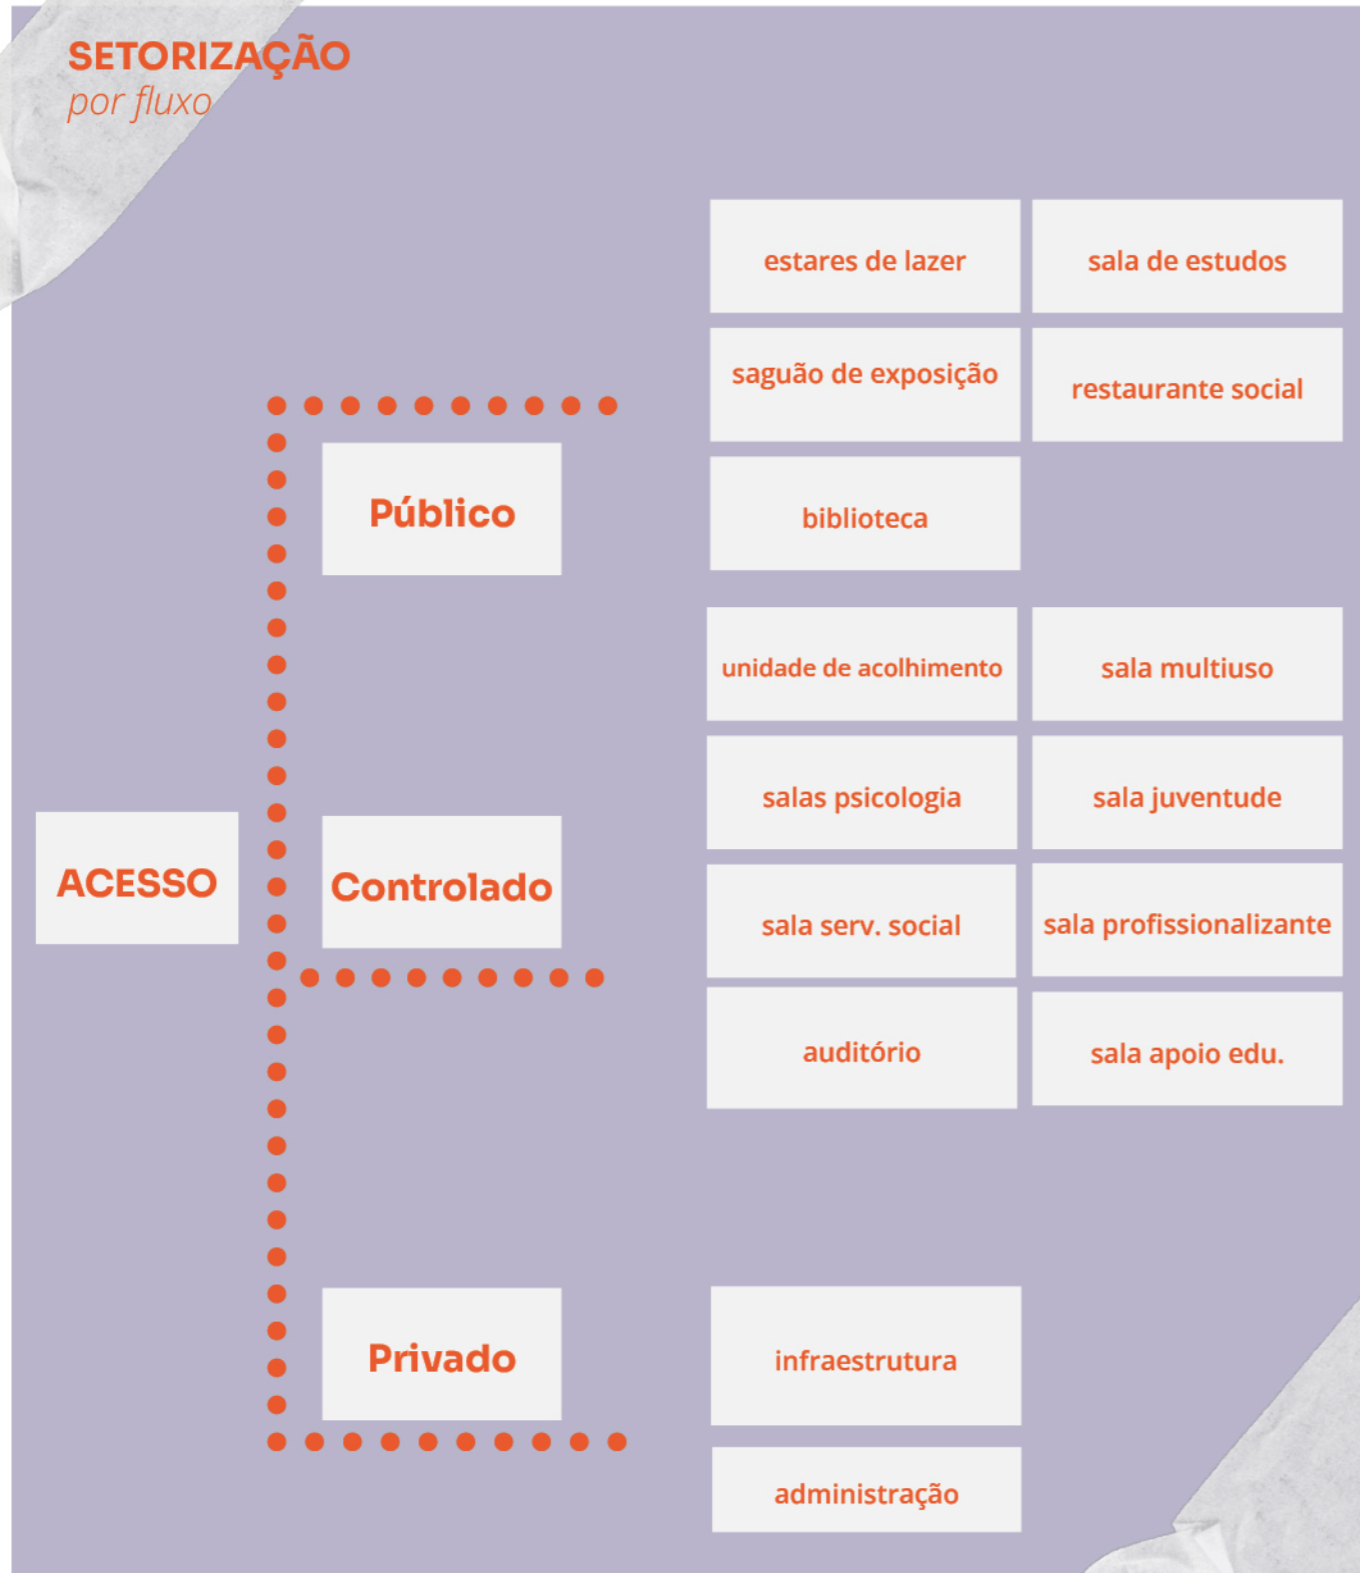 SETORIZAÇÃO
por fluxo
ACESSO
Público
estares de lazer
sala de estudos
saguão de exposição
restaurante social
biblioteca
Controlado
unidade de acolhimento
sala multiuso
salas psicologia
sala juventude
sala serv. social
sala profissionalizante
auditório
sala apoio edu.
Privado
infraestrutura
administração